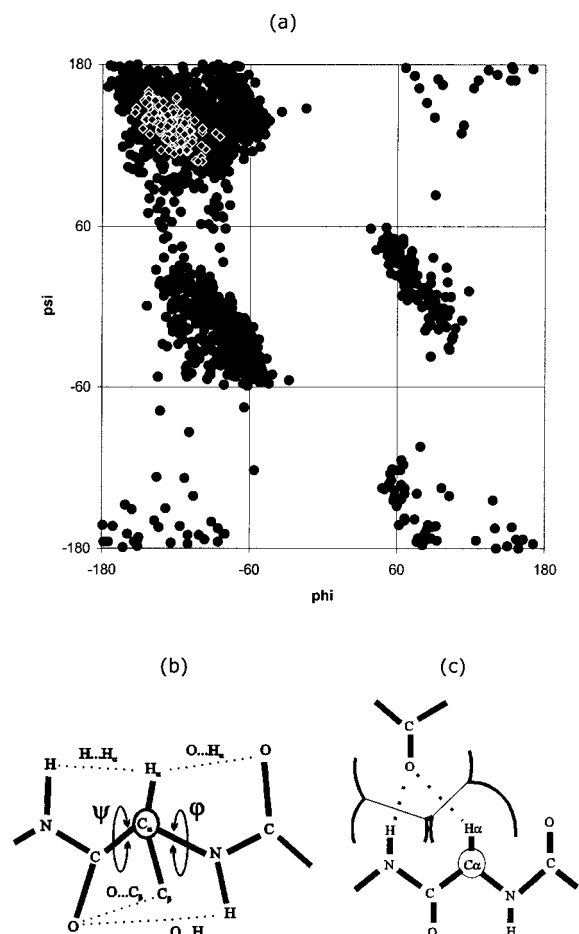 (a)
180
60
-60
-180
psi
-180 -60 60 180
phi
(b) (c)
H H...Hα Hα O...Hα O
ψ Cα φ
N C N C
O...Cβ Cβ
O O...H H
C
O
H Hα
N C Cα N C O
O H